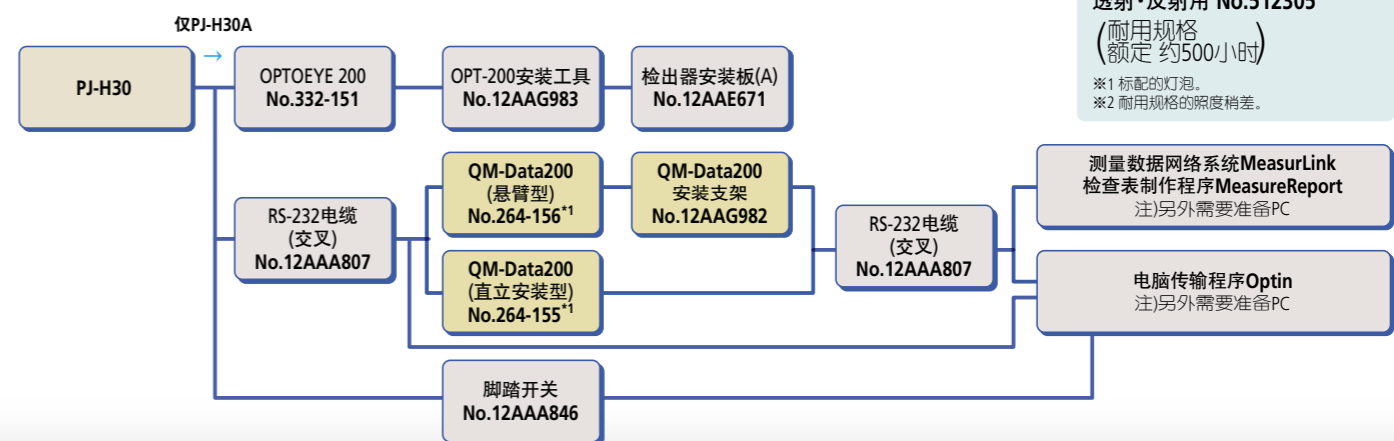 透射·反射用 No.512305
(耐用规格
额定 约500小时)
※1 标配的灯泡。
※2 耐用规格的照度稍差。
仅PJ-H30A
→
PJ-H30
OPTOEYE 200
No.332-151
OPT-200安装工具
No.12AAG983
检出器安装板(A)
No.12AAE671
RS-232电缆
(交叉)
No.12AAA807
QM-Data200
(悬臂型)
No.264-156*1
QM-Data200
安装支架
No.12AAG982
QM-Data200
(直立安装型)
No.264-155*1
RS-232电缆
(交叉)
No.12AAA807
测量数据网络系统MeasurLink
检查表制作程序MeasureReport
注)另外需要准备PC
电脑传输程序Optin
注)另外需要准备PC
脚踏开关
No.12AAA846